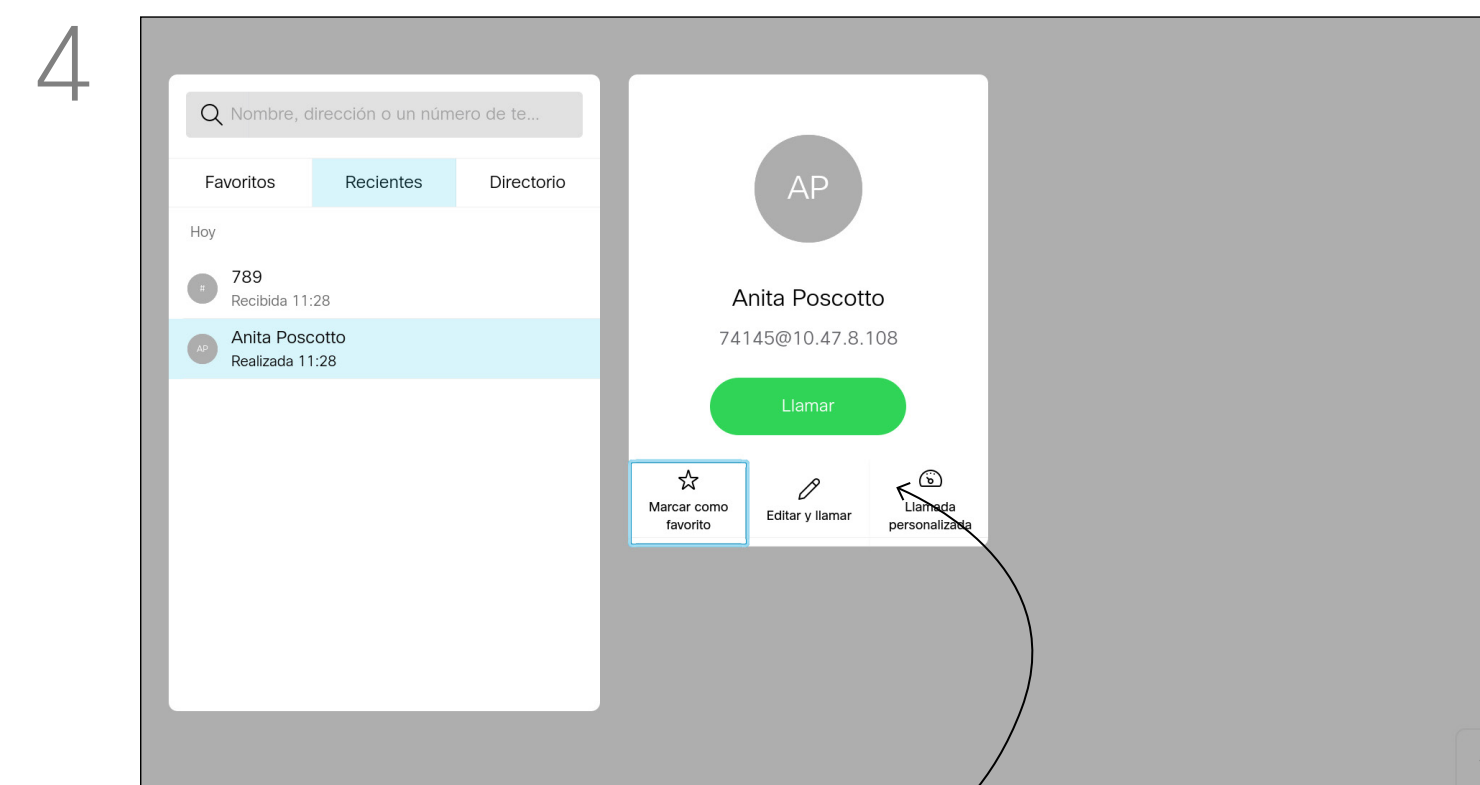 4
Nombre, dirección o un número de te...
Favoritos Recientes Directorio
Hoy
#
789
Recibida 11:28
AP
Anita Poscotto
Realizada 11:28
AP
Anita Poscotto
74145@10.47.8.108
Llamar
Marcar como
favorito
Editar y llamar
Llamada
personalizada